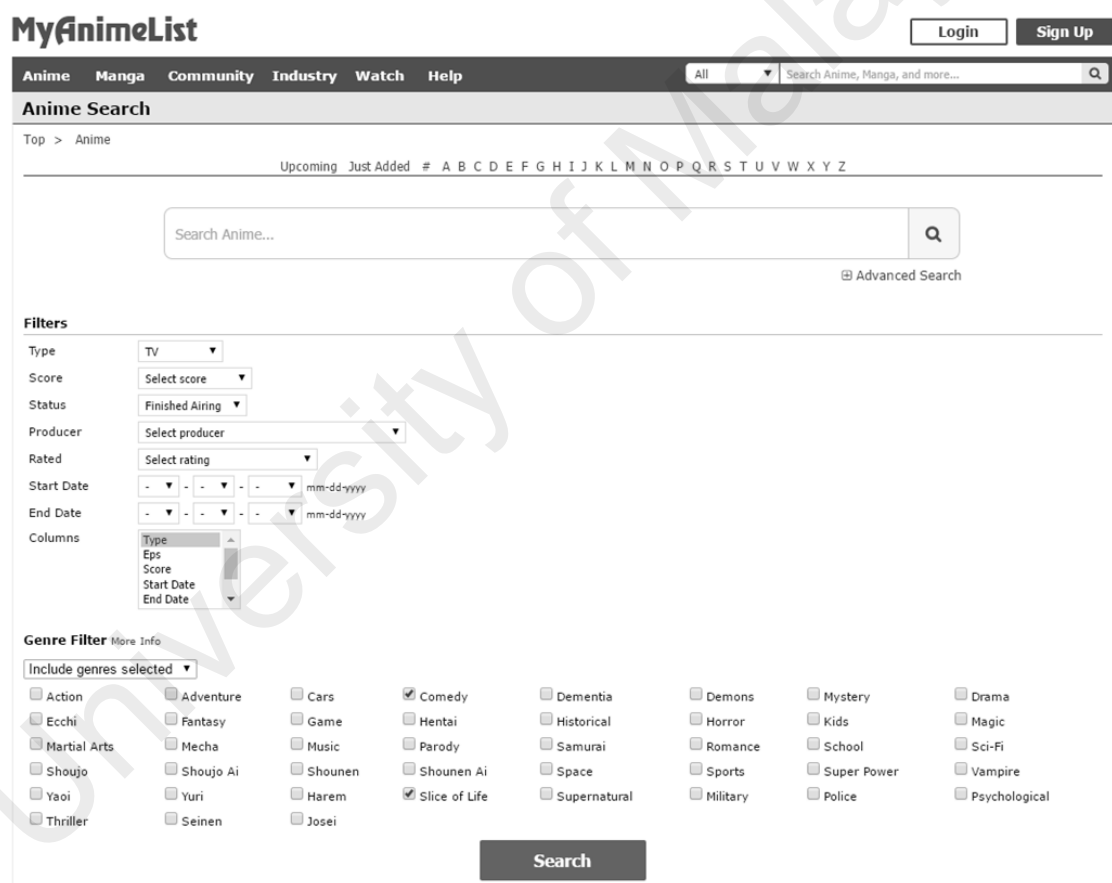 MyAnimeList
Login Sign Up
Anime Manga Community Industry Watch Help All Search Anime, Manga, and more...
Anime Search
Top > Anime
Upcoming Just Added # A B C D E F G H I J K L M N O P Q R S T U V W X Y Z
Search Anime...
Advanced Search
Filters
Type TV
Score Select score
Status Finished Airing
Producer Select producer
Rated Select rating
Start Date - - - - - mm-dd-yyyy
End Date - - - - - mm-dd-yyyy
Columns Type
Eps
Score
Start Date
End Date
Genre Filter More Info
Include genres selected
Action Adventure Cars Comedy Dementia Demons Mystery Drama
Ecchi Fantasy Game Hentai Historical Horror Kids Magic
Martial Arts Mecha Music Parody Samurai Romance School Sci-Fi
Shoujo Shoujo Ai Shounen Shounen Ai Space Sports Super Power Vampire
Yaoi Yuri Harem Slice of Life Supernatural Military Police Psychological
Thriller Seinen Josei
Search
University of Mala